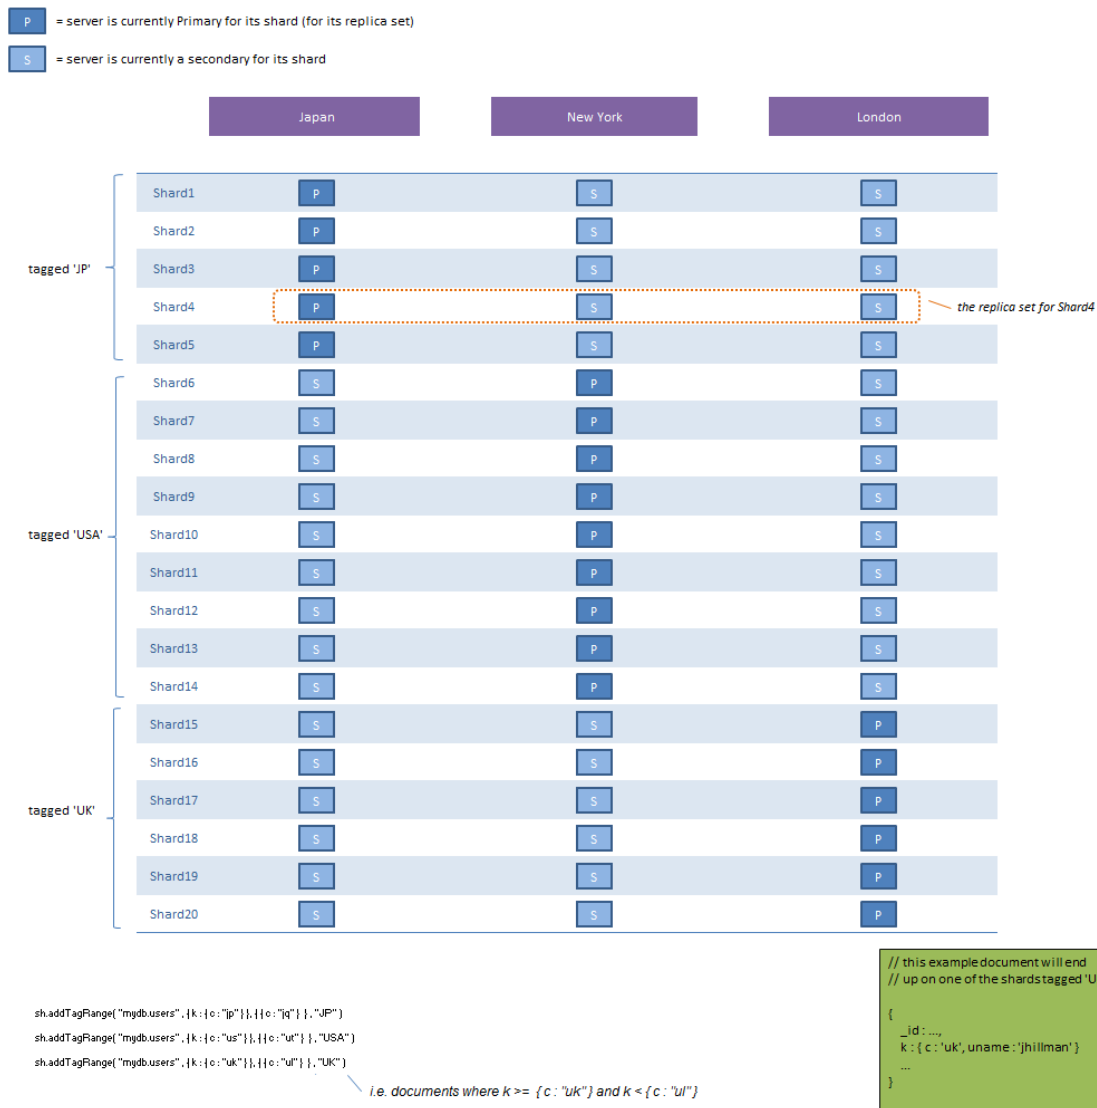 P = server is currently Primary for its shard (for its replica set)
S = server is currently a secondary for its shard
Japan New York London
Shard1 P S S
Shard2 P S S
tagged 'JP' Shard3 P S S
Shard4 P S S the replica set for Shard4
Shard5 P S S
Shard6 S P S
Shard7 S P S
Shard8 S P S
Shard9 S P S
tagged 'USA' Shard10 S P S
Shard11 S P S
Shard12 S P S
Shard13 S P S
Shard14 S P S
Shard15 S S P
Shard16 S S P
tagged 'UK' Shard17 S S P
Shard18 S S P
Shard19 S S P
Shard20 S S P
sh.addTagRange("mydb.users",{k:{c:"jp"}},{{c:"jq"} },"JP")
sh.addTagRange("mydb.users",{k:{c:"us"}},{{c:"ut"} },"USA")
sh.addTagRange("mydb.users",{k:{c:"uk"}},{{c:"ul"} },"UK")
i.e. documents where k >= { c : "uk" } and k < { c : "ul" }
// this example document will end
// up on one of the shards tagged 'U
{
_id : ...,
k : { c : 'uk', uname : 'jhillman' }
...
}